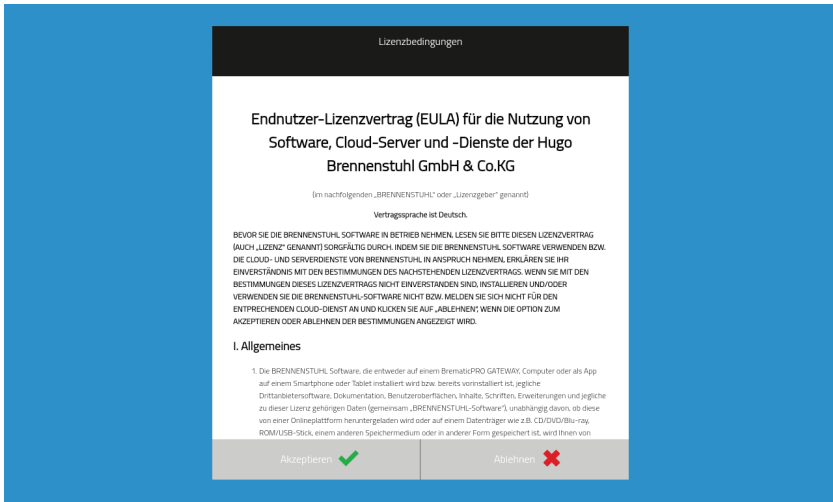 Lizenzbedingungen
Endnutzer-Lizenzvertrag (EULA) für die Nutzung von
Software, Cloud-Server und -Dienste der Hugo
Brennenstuhl GmbH & Co.KG
(im nachfolgenden „BRENNENSTUHL“ oder „Lizenzgeber“ genannt)
Vertragssprache ist Deutsch.
BEVOR SIE DIE BRENNENSTUHL SOFTWARE IN BETRIEB NEHMEN, LESEN SIE BITTE DIESEN LIZENZVERTRAG
(AUCH „LIZENZ“ GENANNT) SORGFÄLTIG DURCH. INDEM SIE DIE BRENNENSTUHL SOFTWARE VERWENDEN BZW.
DIE CLOUD- UND SERVERDIENSTE VON BRENNENSTUHL IN ANSPRUCH NEHMEN, ERKLÄREN SIE IHR
EINVERSTÄNDNIS MIT DEN BESTIMMUNGEN DES NACHSTEHENDEN LIZENZVERTRAGS. WENN SIE MIT DEN
BESTIMMUNGEN DIESES LIZENZVERTRAGS NICHT EINVERSTANDEN SIND, INSTALLIEREN UND/ODER
VERWENDEN SIE DIE BRENNENSTUHL-SOFTWARE NICHT BZW. MELDEN SIE SICH NICHT FÜR DEN
ENTPRECHENDEN CLOUD-DIENST AN UND KLICKEN SIE AUF „ABLEHNEN“, WENN DIE OPTION ZUM
AKZEPTIEREN ODER ABLEHNEN DER BESTIMMUNGEN ANGEZEIGT WIRD.
I. Allgemeines
1. Die BRENNENSTUHL Software, die entweder auf einem BrematicPRO GATEWAY, Computer oder als App
auf einem Smartphone oder Tablet installiert wird bzw. bereits vorinstalliert ist, jegliche
Drittanbietersoftware, Dokumentation, Benutzeroberflächen, Inhalte, Schriften, Erweiterungen und jegliche
zu dieser Lizenz gehörigen Daten (gemeinsam „BRENNENSTUHL-Software“), unabhängig davon, ob diese
von einer Onlineplattform heruntergeladen wird oder auf einem Datenträger wie z.B. CD/DVD/Blu-ray,
ROM/USB-Stick, einem anderen Speichermedium oder in anderer Form gespeichert ist, wird Ihnen von
Akzeptieren
Ablehnen